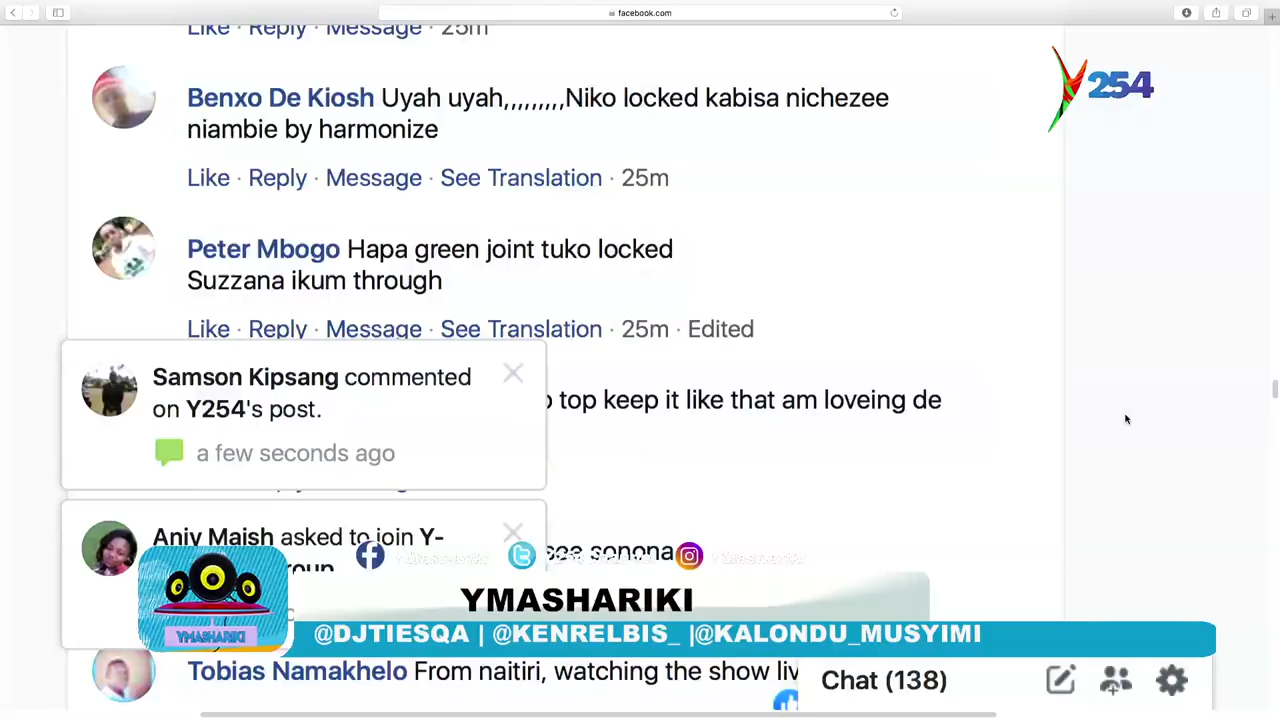 facebook.com
Like · Reply · Message · 25m
Y254
Benxo De Kiosh Uyah uyah,,,,,,,,,Niko locked kabisa nichezee
niambie by harmonize
Like · Reply · Message · See Translation · 25m
Peter Mbogo Hapa green joint tuko locked
Suzzana ikum through
Like · Reply · Message · See Translation · 25m · Edited
Samson Kipsang commented
on Y254's post.
a few seconds ago
top keep it like that am loveing de
Aniv Maish asked to join Y-
sonona
YMASHARIKI
YMASHARIKI
@DJTIESQA | @KENRELBIS_ |@KALONDU_MUSYIMI
Tobias Namakhelo From naitiri, watching the show liv
Chat (138)